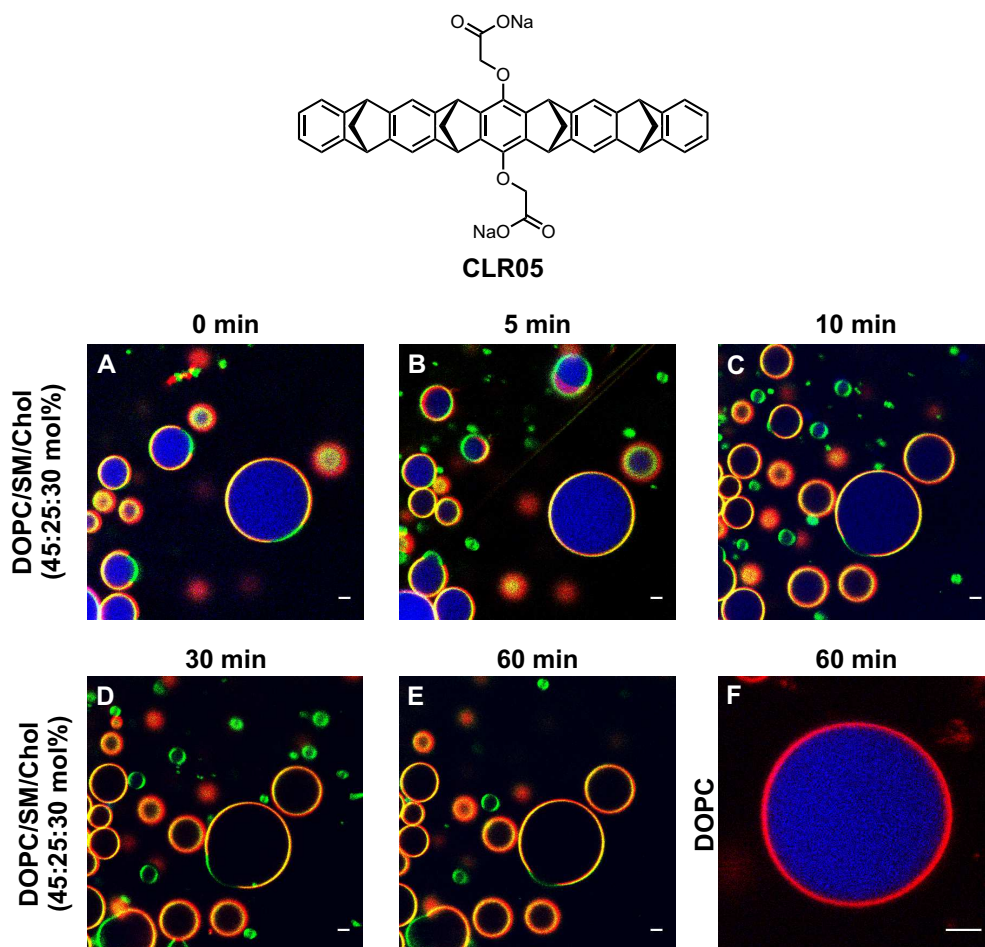 O
ONa
O
O
NaO
O
CLR05
0 min
5 min
10 min
DOPC/SM/Chol
(45:25:30 mol%)
A
B
C
30 min
60 min
60 min
DOPC/SM/Chol
(45:25:30 mol%)
D
E
DOPC
F